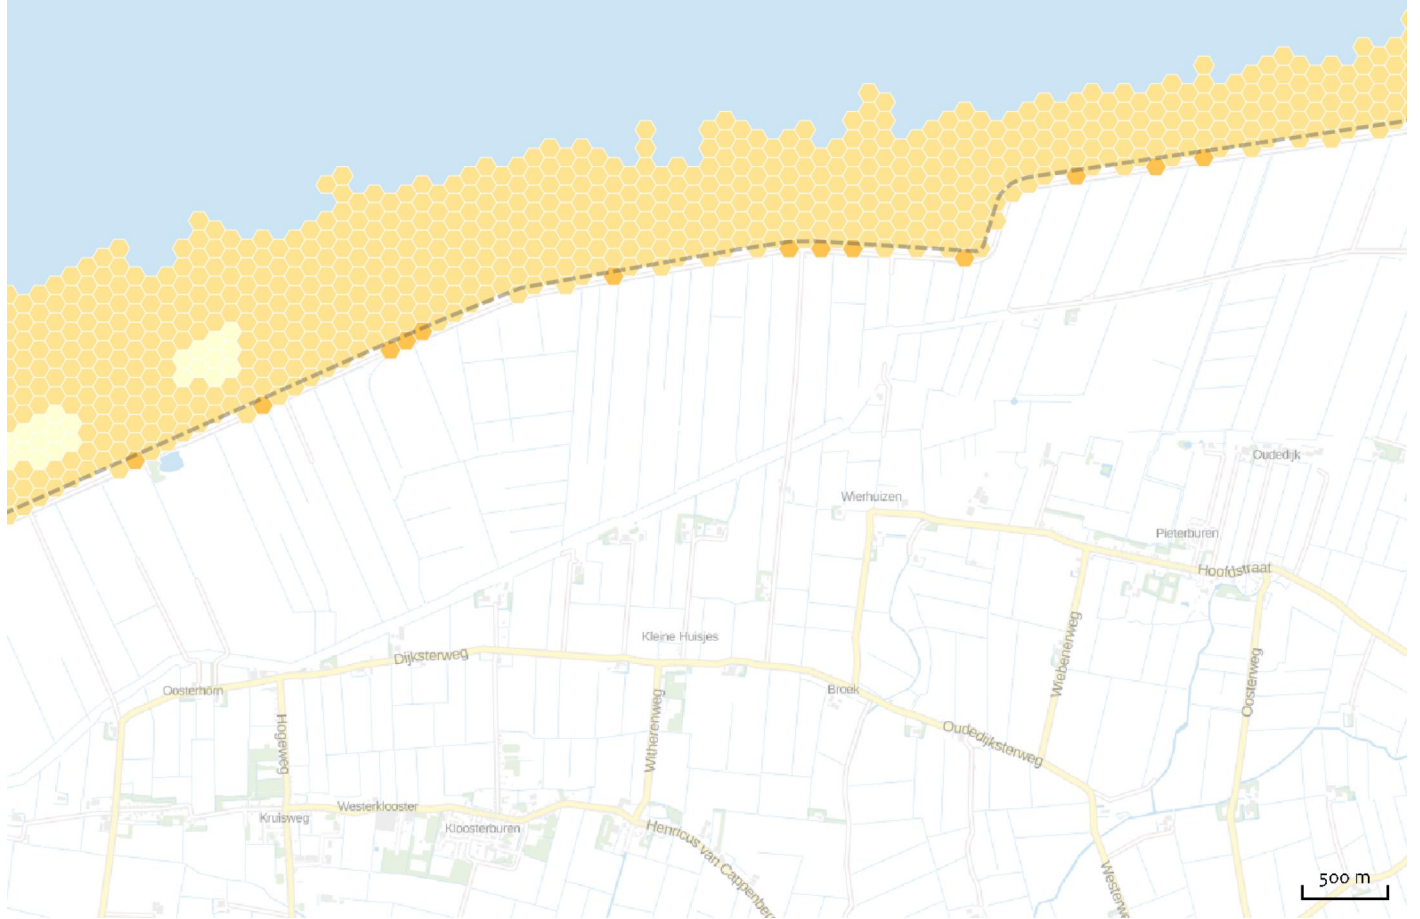 Oudedijk
Wierhuizen
Pieterburen
Hoofdstraat
Kleine Huisjes
Dijksterweg
Wiebenerweg
Oosterweg
Oosterhorn
Broek
Witherenweg
Hogeweg
Oudedijksterweg
Westerklooster
Kruisweg
Kloosterburen
Henricus van Cappenberg
Westerw
500 m